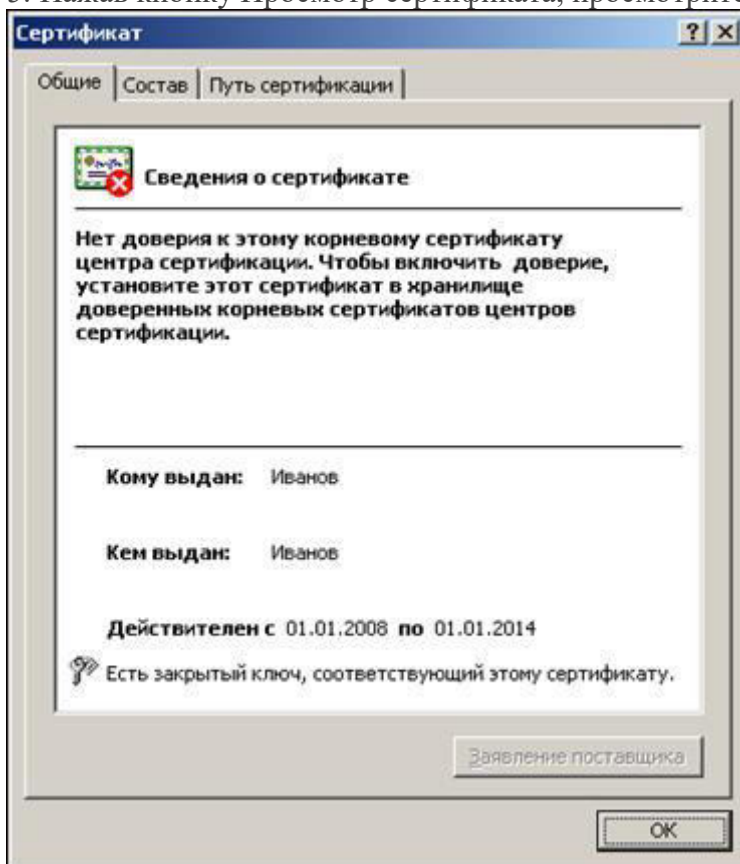 Сертификат
Общие Состав Путь сертификации
Сведения о сертификате
Нет доверия к этому корневому сертификату
центра сертификации. Чтобы включить доверие,
установите этот сертификат в хранилище
доверенных корневых сертификатов центров
сертификации.
Кому выдан: Иванов
Кем выдан: Иванов
Действителен с 01.01.2008 по 01.01.2014
Есть закрытый ключ, соответствующий этому сертификату.
Заявление поставщика
OK